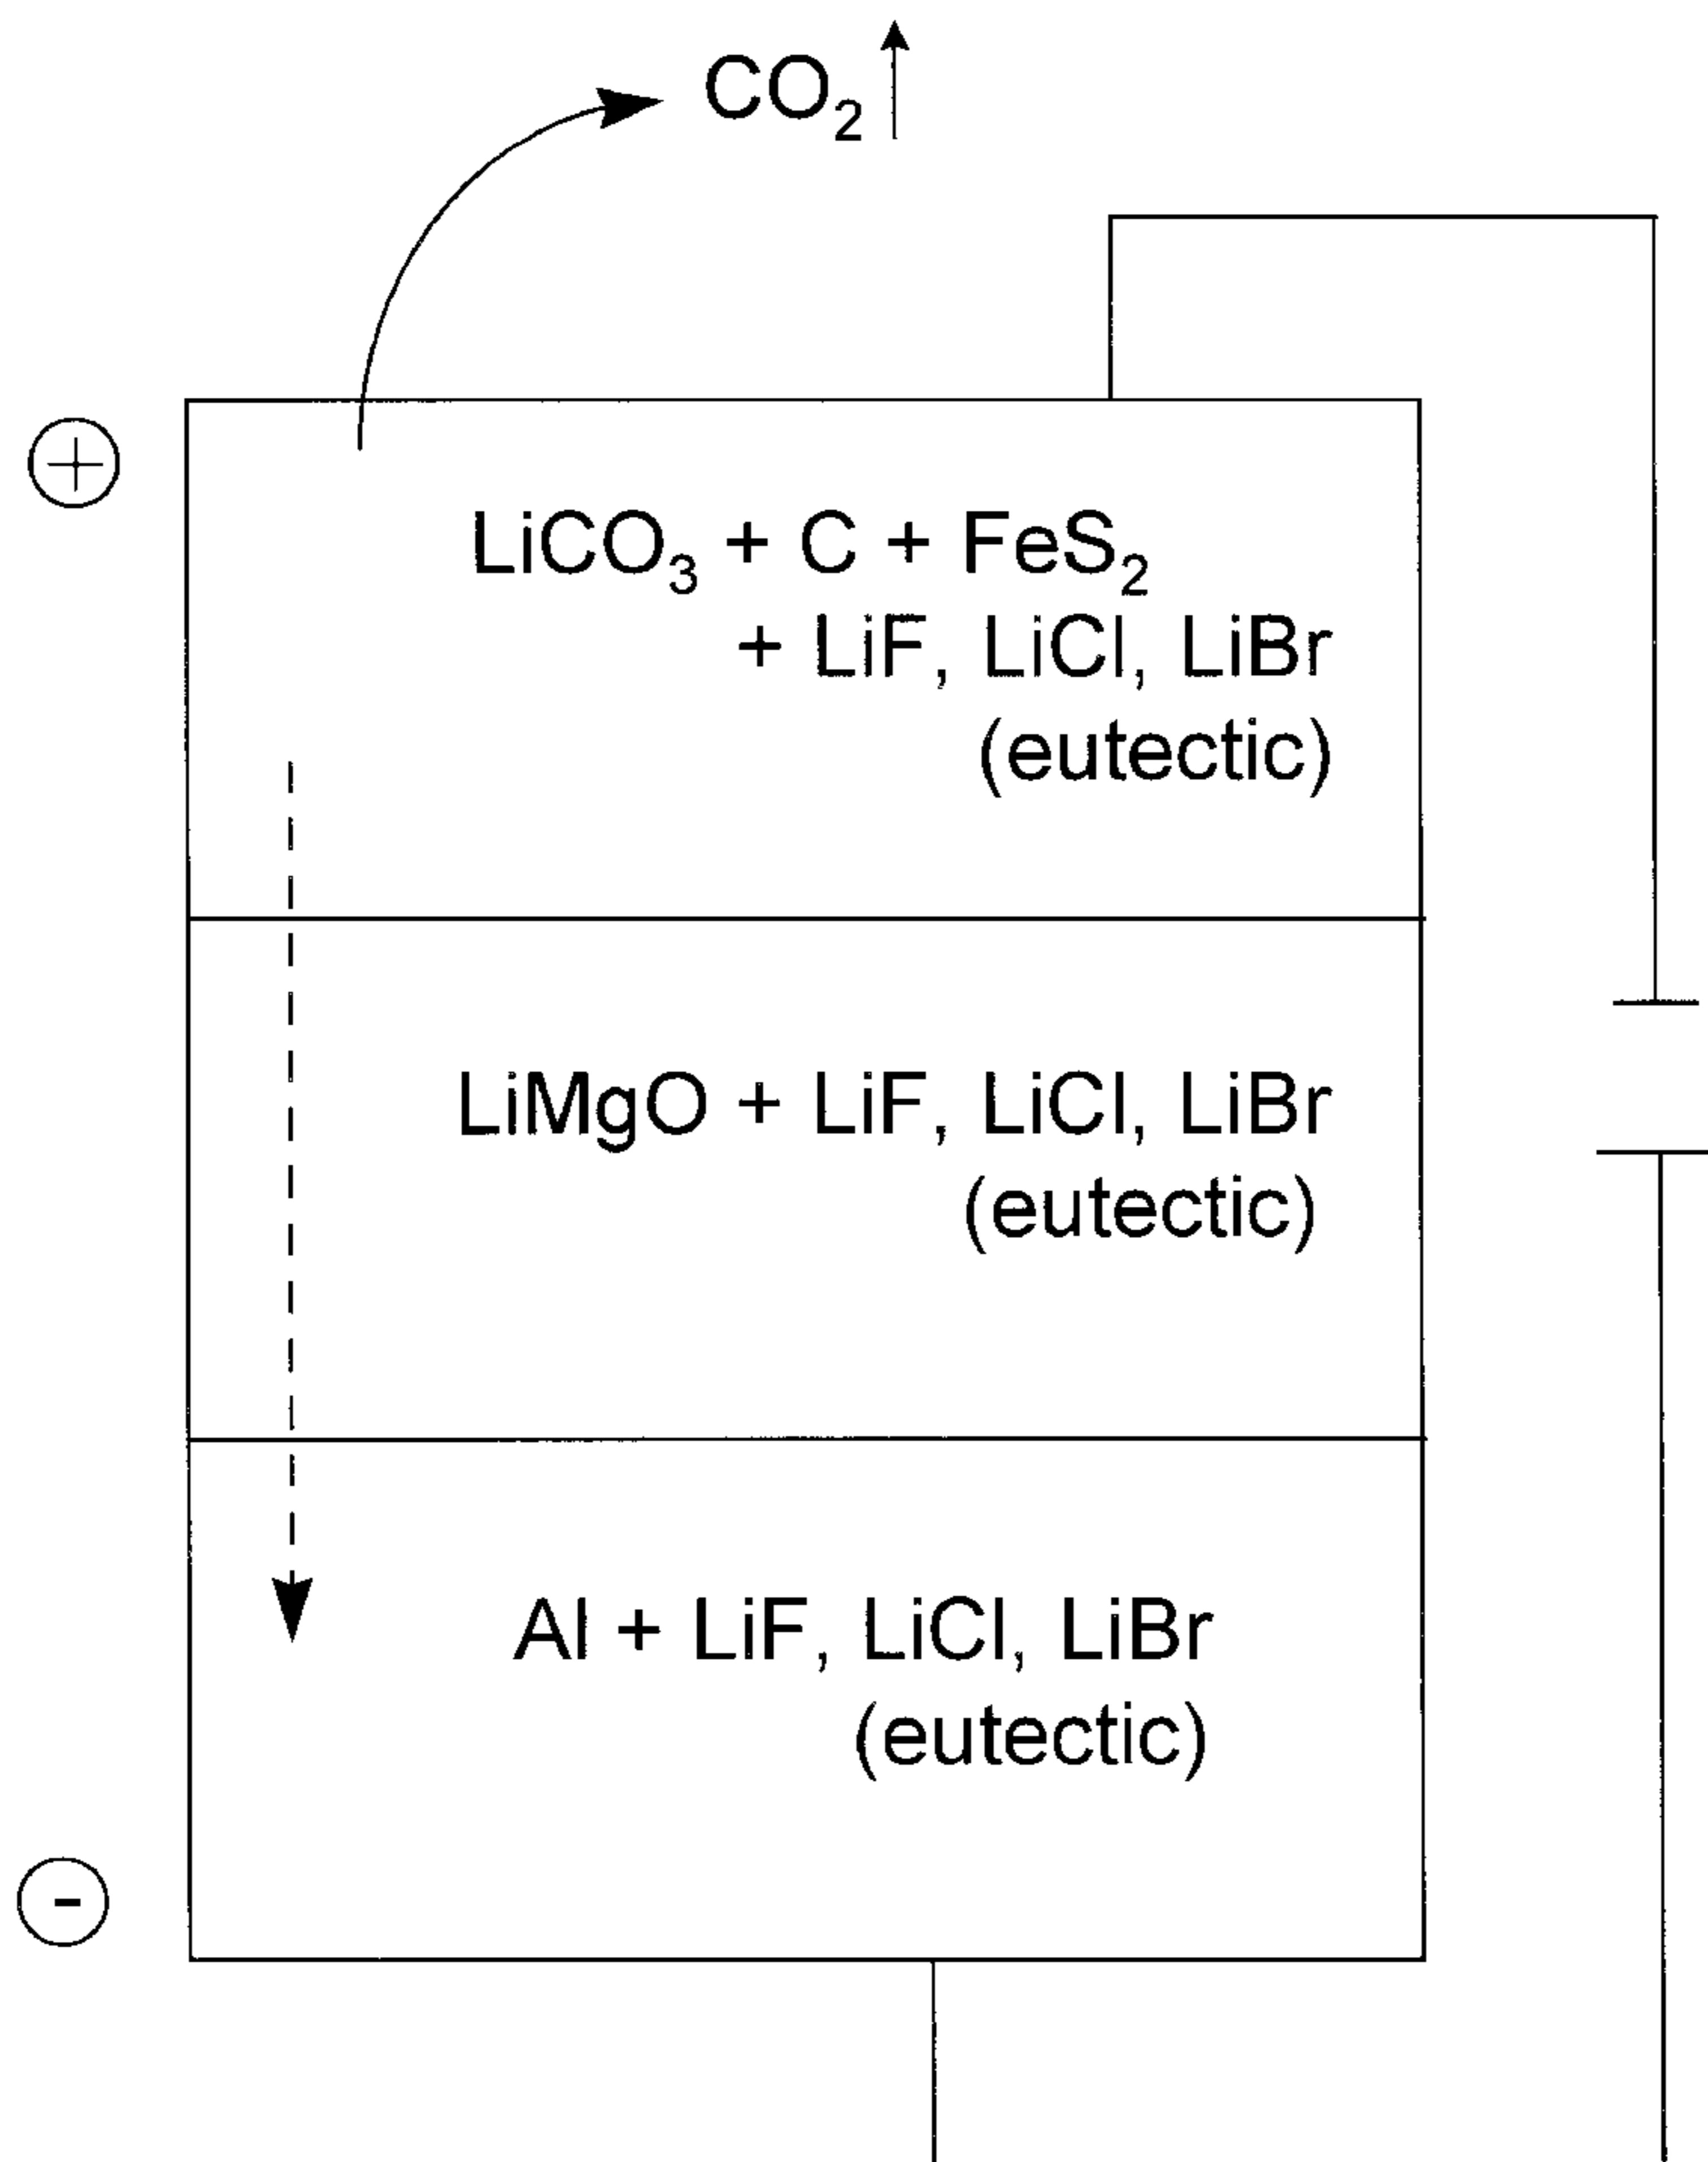 CO₂
+
LiCO₃ + C + FeS₂
+ LiF, LiCl, LiBr
(eutectic)
LiMgO + LiF, LiCl, LiBr
(eutectic)
Al + LiF, LiCl, LiBr
(eutectic)
-